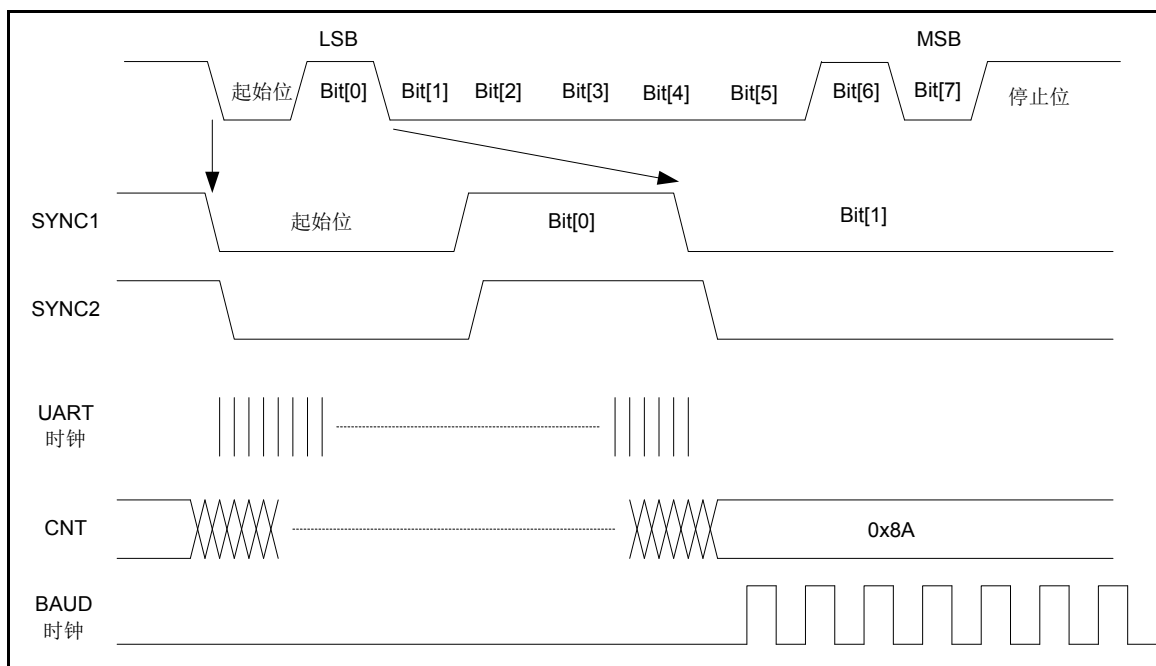 LSB MSB
起始位 Bit[0] Bit[1] Bit[2] Bit[3] Bit[4] Bit[5] Bit[6] Bit[7] 停止位
SYNC1 起始位 Bit[0] Bit[1]
SYNC2
UART
时钟
CNT 0x8A
BAUD
时钟